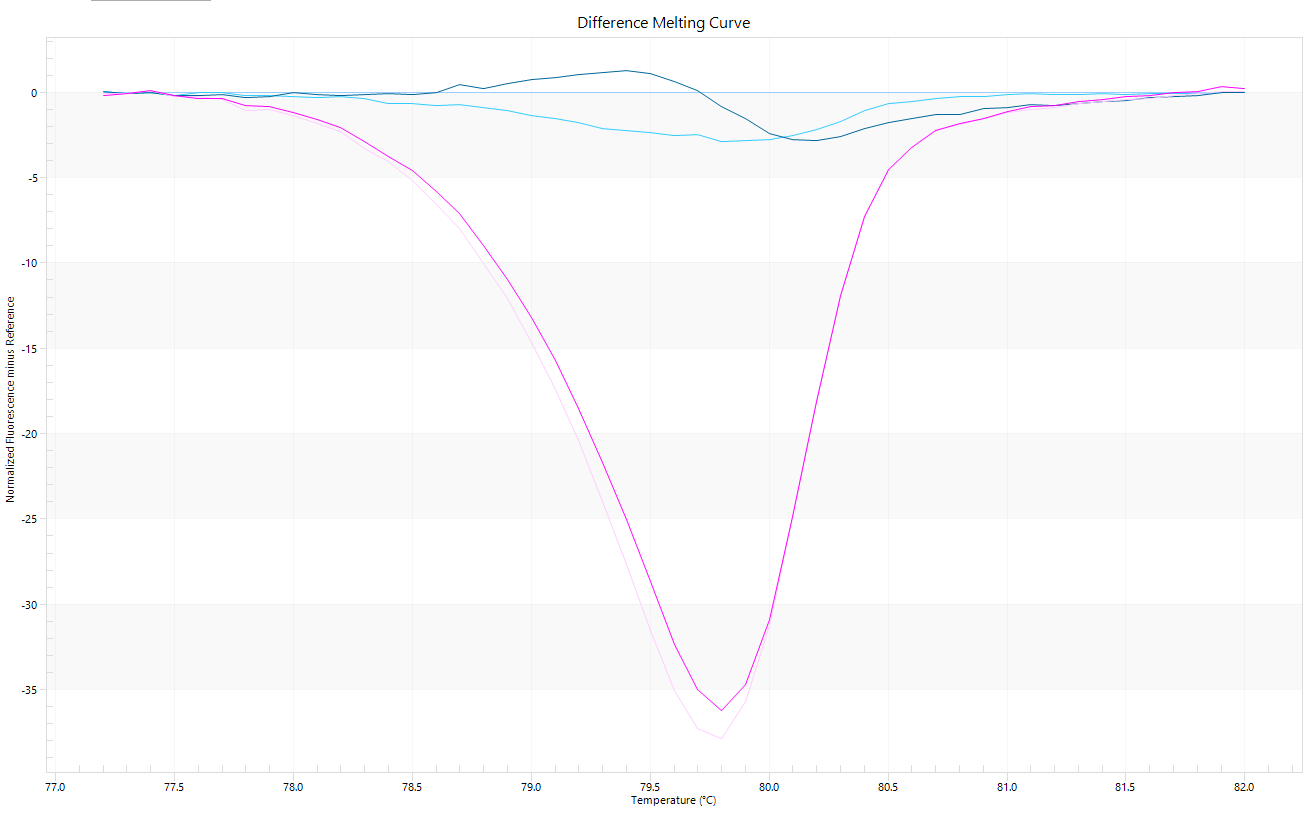 Difference Melting Curve
Normalized Fluorescence minus Reference
0
-5
-10
-15
-20
-25
-30
-35
77.0 77.5 78.0 78.5 79.0 79.5 80.0 80.5 81.0 81.5 82.0
Temperature (°C)